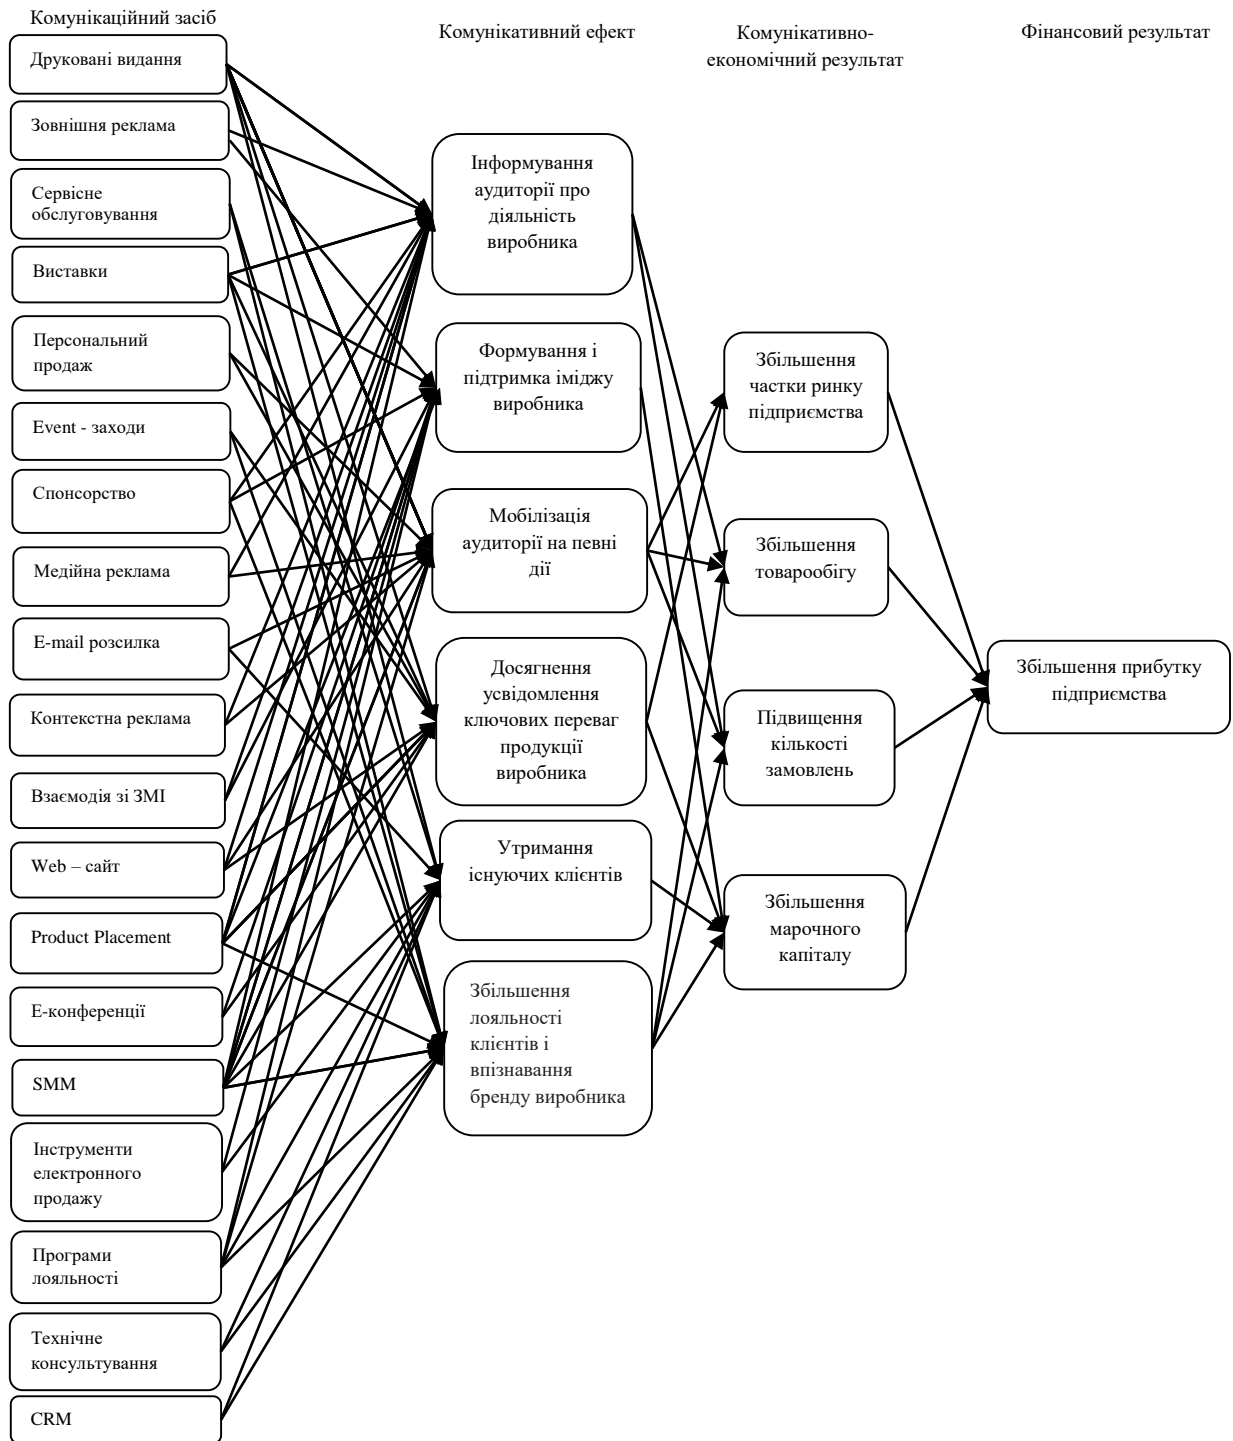 Комунікаційний засіб
Друковані видання
Зовнішня реклама
Сервісне
обслуговування
Виставки
Персональний
продаж
Event - заходи
Спонсорство
Медійна реклама
E-mail розсилка
Контекстна реклама
Взаємодія зі ЗМІ
Web – сайт
Product Placement
Е-конференції
SMM
Інструменти
електронного
продажу
Програми
лояльності
Технічне
консультування
CRM
Комунікативний ефект
Інформування
аудиторії про
діяльність
виробника
Формування і
підтримка іміджу
виробника
Мобілізація
аудиторії на певні
дії
Досягнення
усвідомлення
ключових переваг
продукції
виробника
Утримання
існуючих клієнтів
Збільшення
лояльності
клієнтів і
впізнавання
бренду виробника
Комунікативно-
економічний результат
Збільшення
частки ринку
підприємства
Збільшення
товарообігу
Підвищення
кількості
замовлень
Збільшення
марочного
капіталу
Фінансовий результат
Збільшення прибутку
підприємства